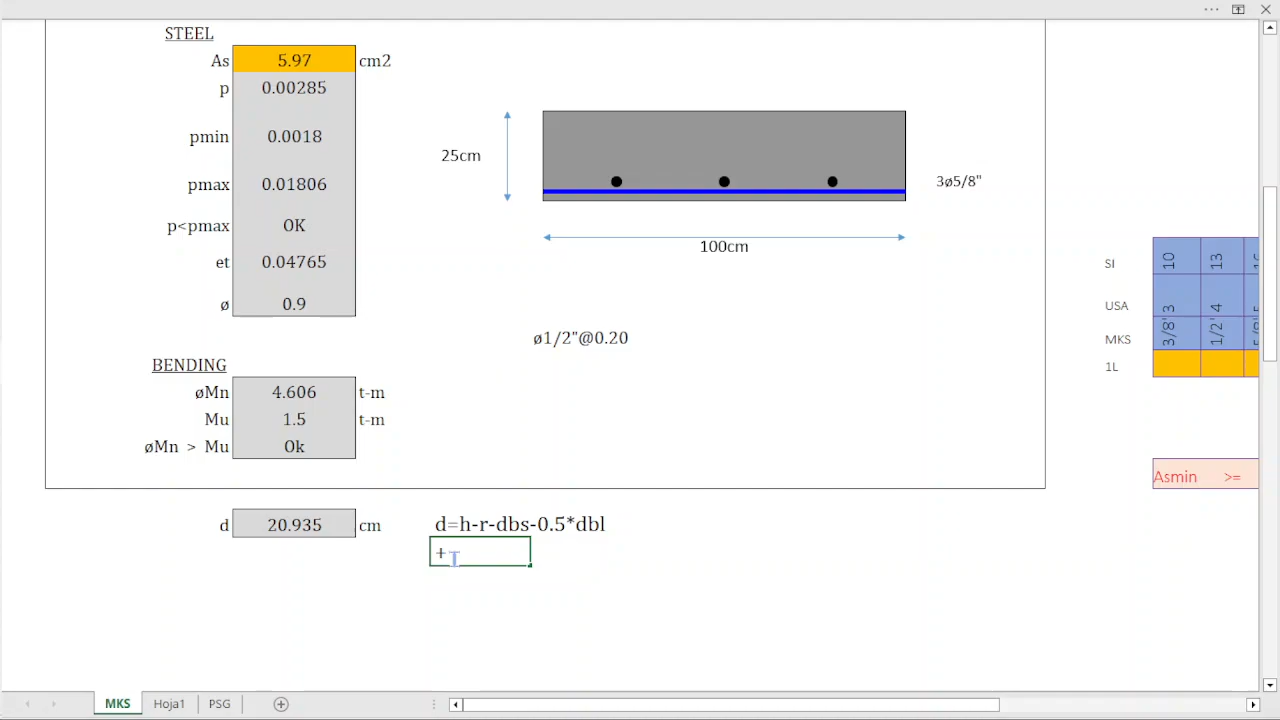 STEEL
As 5.97 cm2
p 0.00285
pmin 0.0018
pmax 0.01806
p<pmax OK
et 0.04765
ø 0.9
25cm
3ø5/8"
100cm
ø1/2"@0.20
BENDING
øMn 4.606 t-m
Mu 1.5 t-m
øMn > Mu Ok
SI 10 13
USA 3 4
MKS 3/8' 1/2'
1L
Asmin >=
d 20.935 cm d=h-r-dbs-0.5*dbl
+
MKS Hoja1 PSG